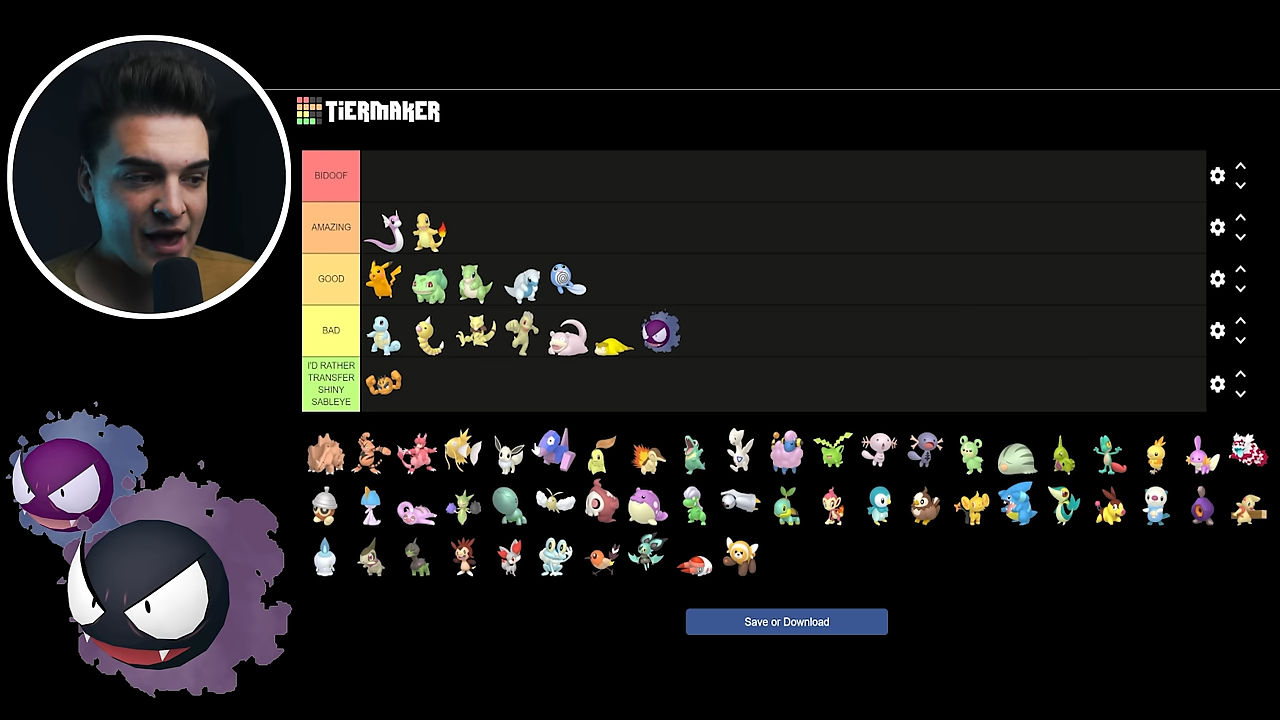 TiERMAKER
BIDOOF
AMAZING
GOOD
BAD
I'D RATHER
TRANSFER
SHINY
SABLEYE
Save or Download